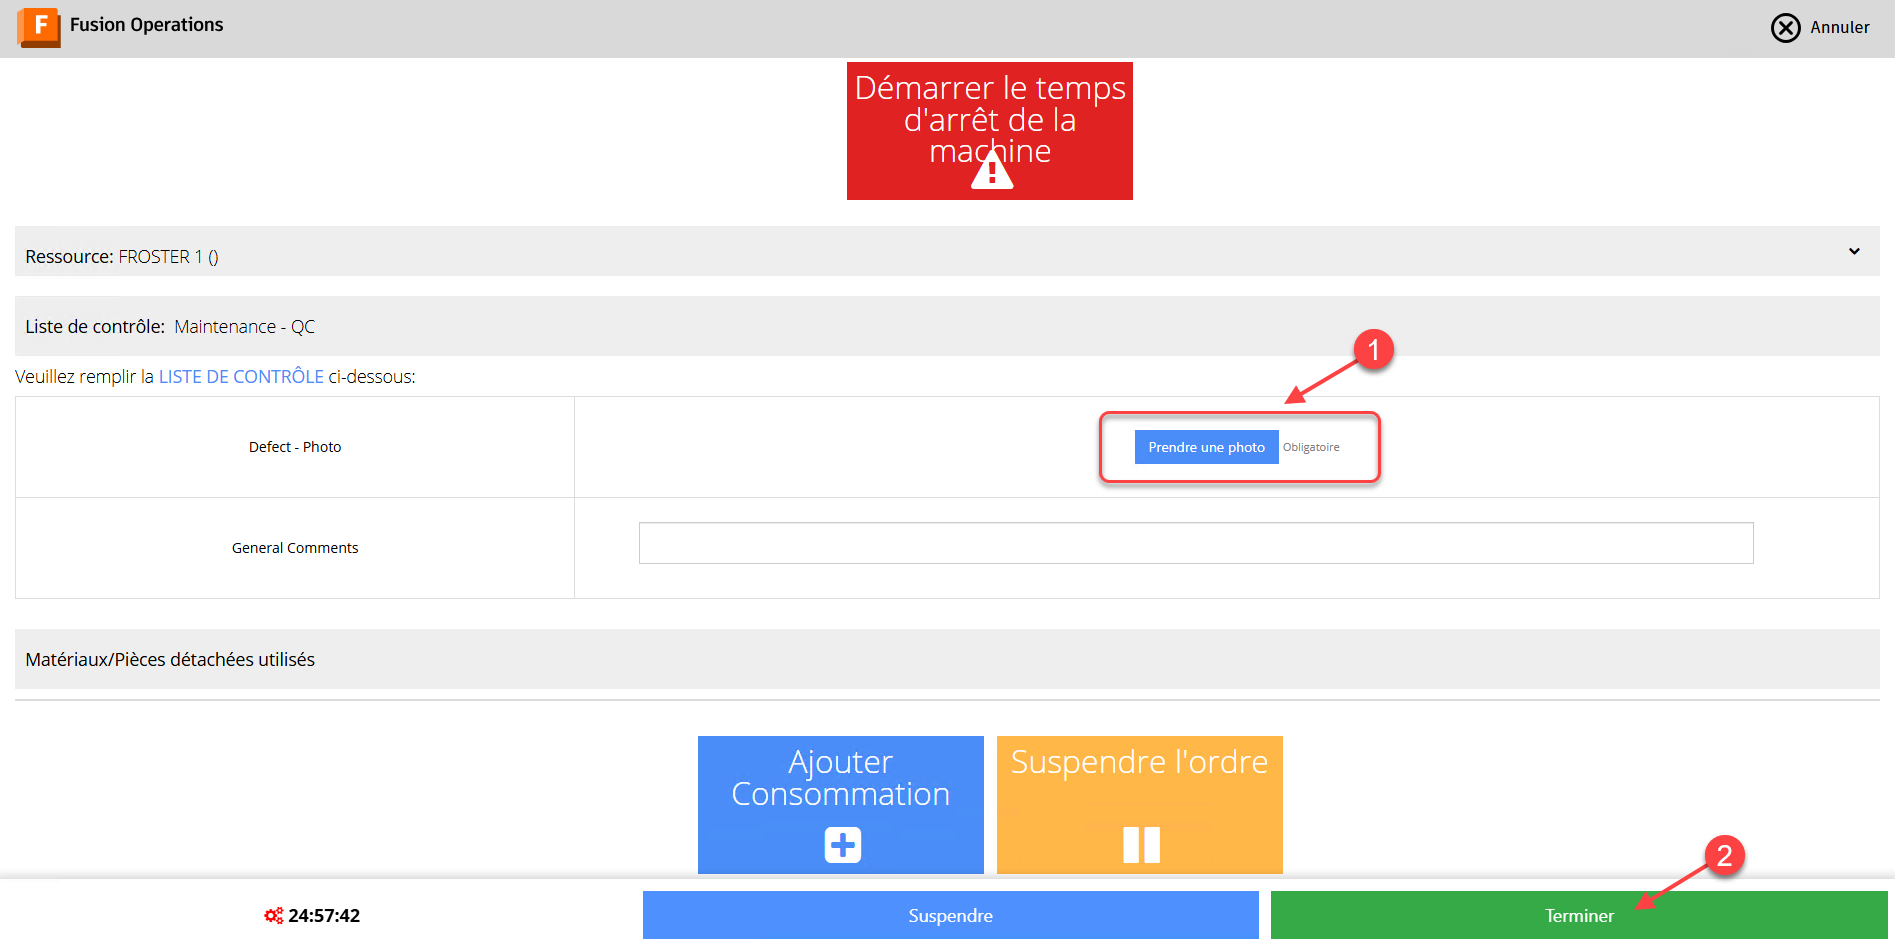 F Fusion Operations
Annuler
Démarrer le temps
d'arrêt de la
machine
Ressource: FROSTER 1 ()
Liste de contrôle: Maintenance - QC
1
Veuillez remplir la LISTE DE CONTRÔLE ci-dessous:
Defect - Photo
Prendre une photo Obligatoire
General Comments
Matériaux/Pièces détachées utilisés
Ajouter
Consommation
Suspendre l'ordre
2
24:57:42
Suspendre
Terminer